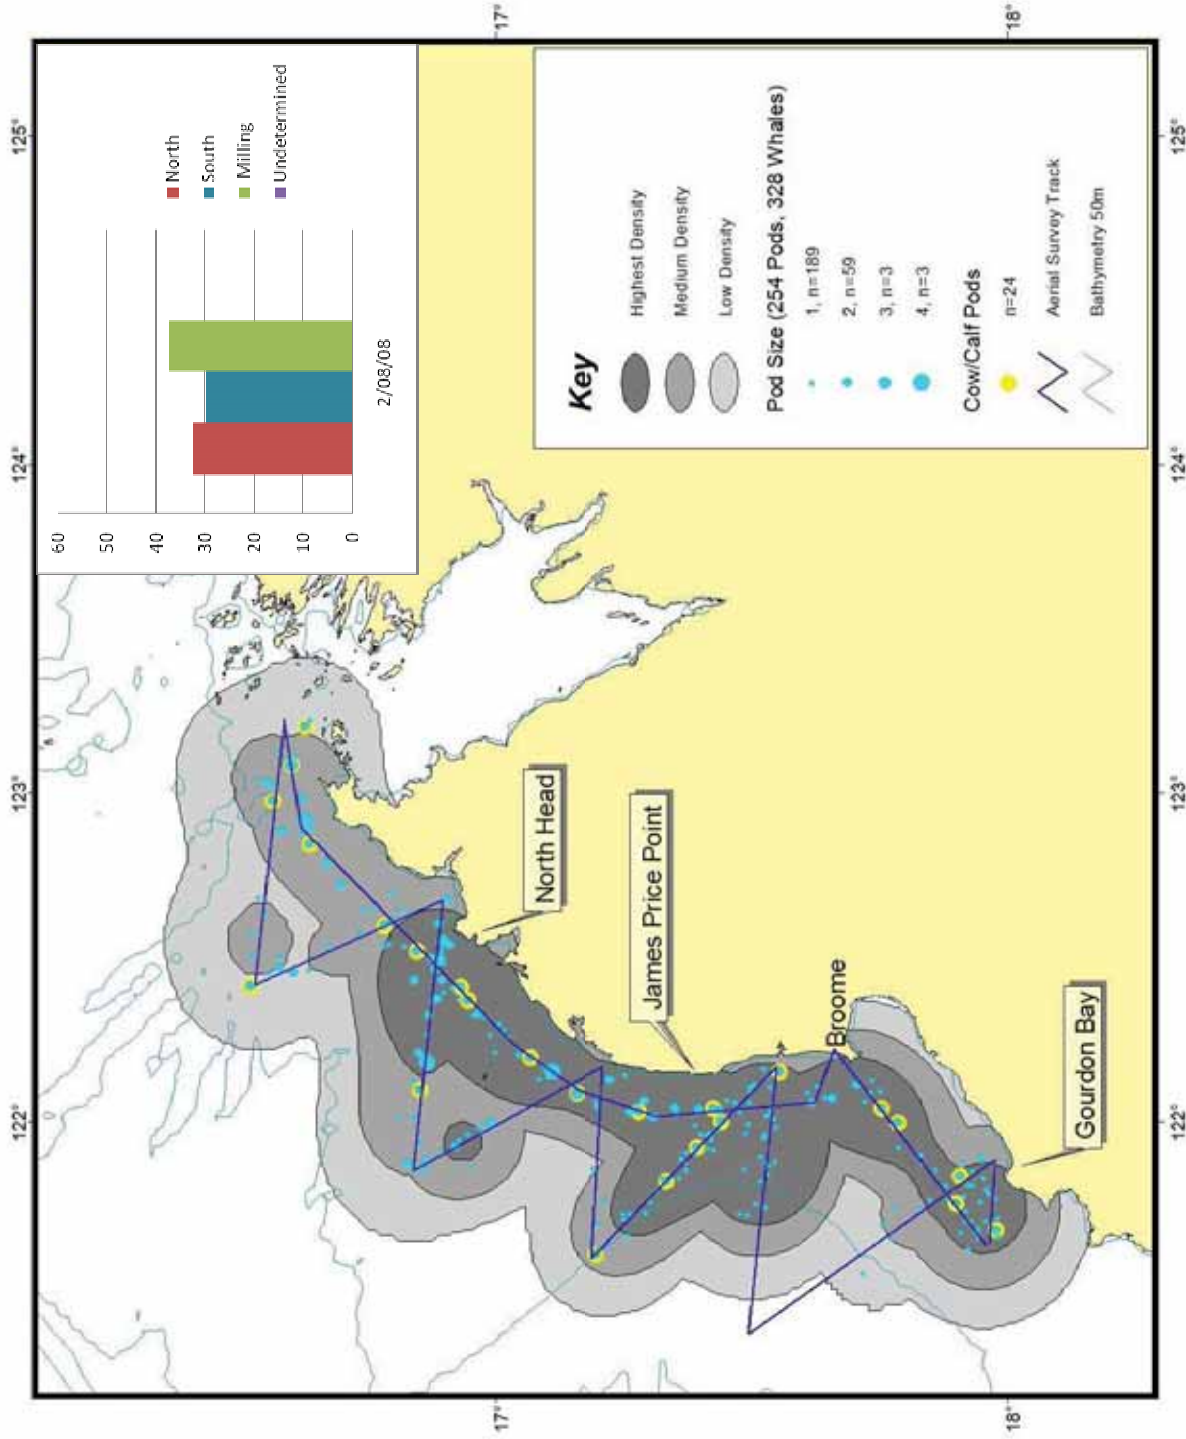 122°
123°
124°
125°
17°
18°
17°
18°
122°
123°
124°
125°
60
50
40
30
20
10
0
2/08/08
North
South
Milling
Undetermined
North Head
James Price Point
Broome
Gourdon Bay
Key
Highest Density
Medium Density
Low Density
Pod Size (254 Pods, 328 Whales)
1, n=189
2, n=59
3, n=3
4, n=3
Cow/Calf Pods
n=24
Aerial Survey Track
Bathymetry 50m